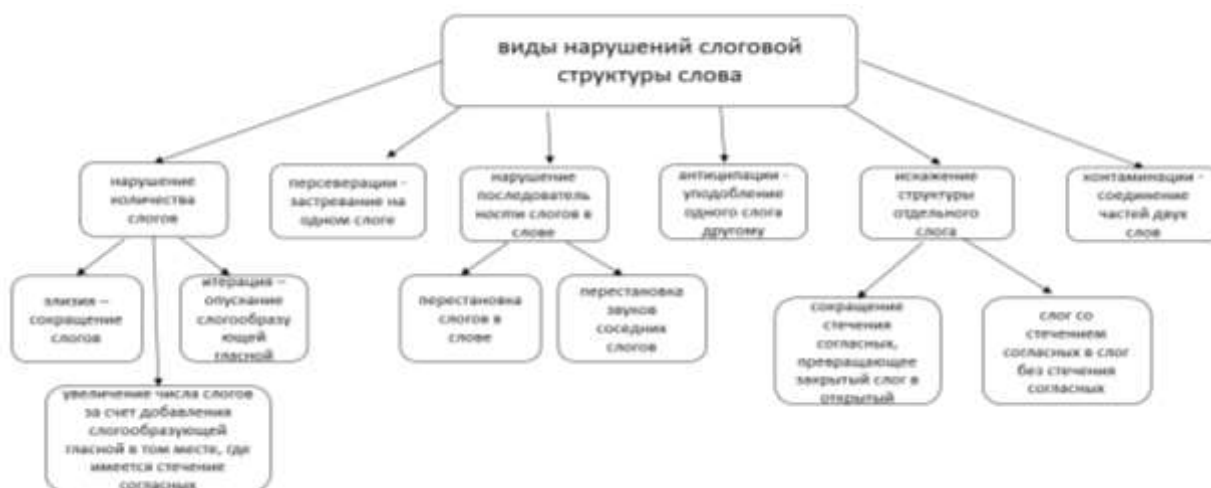 виды нарушений слоговой
структуры слова
нарушение
количества
слогов
персеверации -
застревание на
одном слоге
нарушение
последователь
ности слогов в
слове
антиципации -
уподобление
одного слога
другому
искажение
структуры
отдельного
слога
контаминации -
соединение
частей двух
слов
элизия –
сокращение
слогов
итерация –
опускание
слогообразу
ющей
гласной
перестановка
слогов в
слове
перестановка
звуков
соседних
слогов
сокращения
стечения
согласных,
превращающее
закрытый слог в
открытый
слог со
стечением
согласных в слог
без стечения
согласных
увеличение числа слогов
за счет добавления
слогообразующей
гласной в том месте, где
имеется стечение
согласных